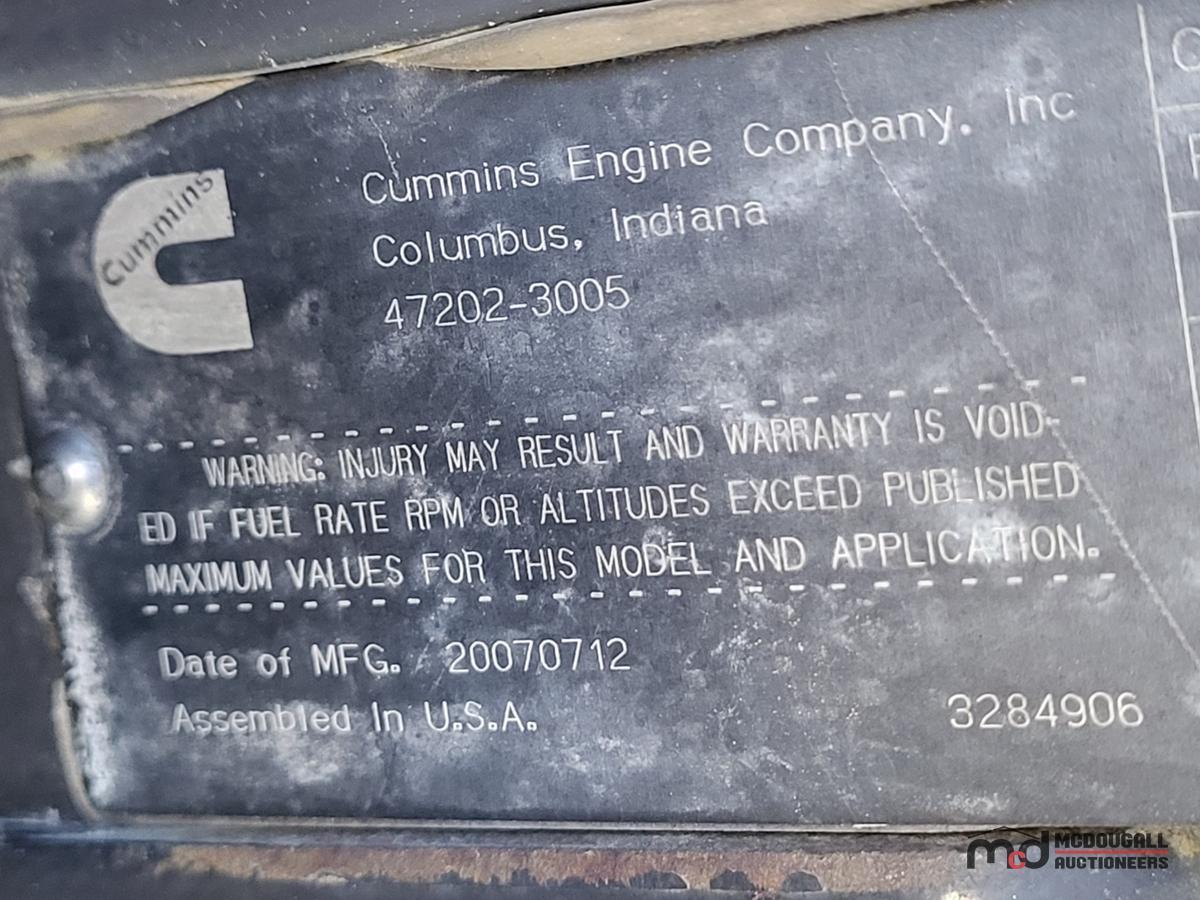 Cummins
Cummins Engine Company, Inc
Columbus, Indiana
47202-3005
WARNING: INJURY MAY RESULT AND WARRANTY IS VOID-
ED IF FUEL RATE RPM OR ALTITUDES EXCEED PUBLISHED
MAXIMUM VALUES FOR THIS MODEL AND APPLICATION.
Date of MFG. 20070712
Assembled In U.S.A.
3284906
mcd MCDOUGALL
AUCTIONEERS